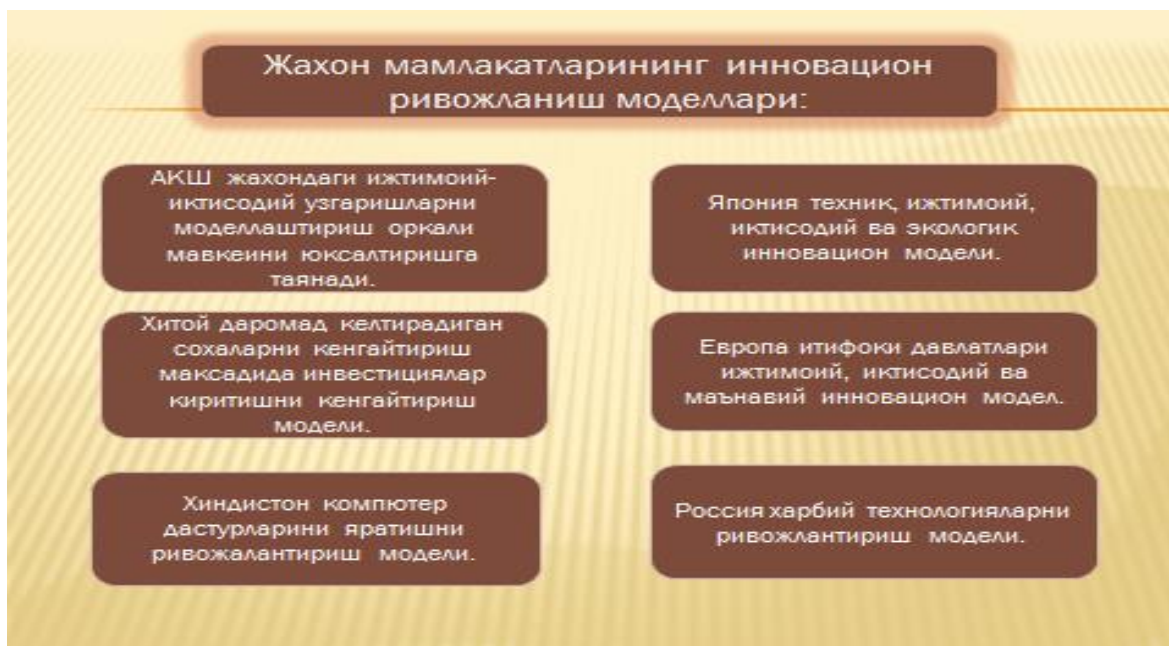 Жахон мамлакатларининг инновацион
ривожланиш моделлари:
АКШ жахондаги ижтимоий-
иктисодий узгаришларни
моделлаштириш оркали
мавкеини юксалтиришга
таянади.
Япония техник, ижтимоий,
иктисодий ва экологик
инновацион модели.
Хитой даромад келтирадиган
сохаларни кенгайтириш
максадида инвестициялар
киритишни кенгайтириш
модели.
Европа итифоки давлатлари
ижтимоий, иктисодий ва
маънавий инновацион модел.
Хиндистон компютер
дастурларини яратишни
ривожалантириш модели.
Россия харбий технологияларни
ривожлантириш модели.